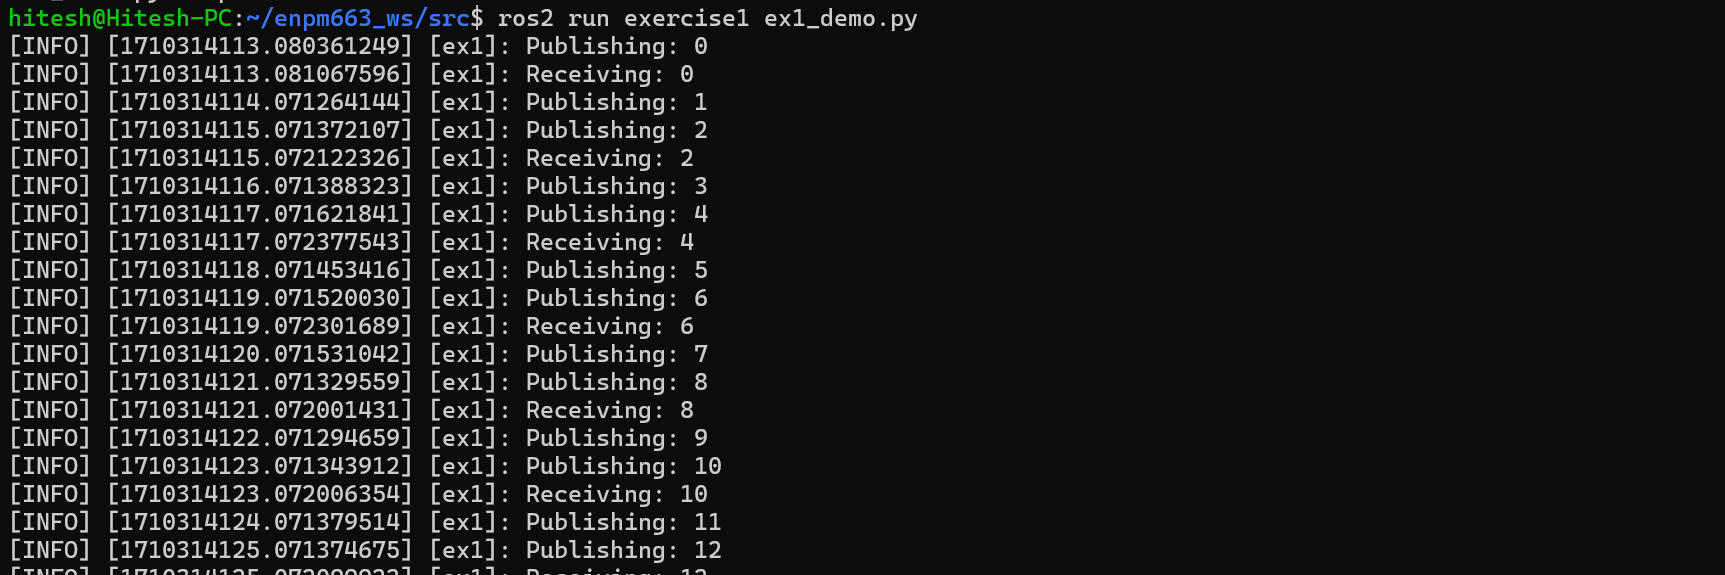 hitesh@Hitesh-PC:~/enpm663_ws/src$ ros2 run exercise1 ex1_demo.py
[INFO] [1710314113.080361249] [ex1]: Publishing: 0
[INFO] [1710314113.081067596] [ex1]: Receiving: 0
[INFO] [1710314114.071264144] [ex1]: Publishing: 1
[INFO] [1710314115.071372107] [ex1]: Publishing: 2
[INFO] [1710314115.072122326] [ex1]: Receiving: 2
[INFO] [1710314116.071388323] [ex1]: Publishing: 3
[INFO] [1710314117.071621841] [ex1]: Publishing: 4
[INFO] [1710314117.072377543] [ex1]: Receiving: 4
[INFO] [1710314118.071453416] [ex1]: Publishing: 5
[INFO] [1710314119.071520030] [ex1]: Publishing: 6
[INFO] [1710314119.072301689] [ex1]: Receiving: 6
[INFO] [1710314120.071531042] [ex1]: Publishing: 7
[INFO] [1710314121.071329559] [ex1]: Publishing: 8
[INFO] [1710314121.072001431] [ex1]: Receiving: 8
[INFO] [1710314122.071294659] [ex1]: Publishing: 9
[INFO] [1710314123.071343912] [ex1]: Publishing: 10
[INFO] [1710314123.072006354] [ex1]: Receiving: 10
[INFO] [1710314124.071379514] [ex1]: Publishing: 11
[INFO] [1710314125.071374675] [ex1]: Publishing: 12
[INFO] [ex1]: Receiving: 12